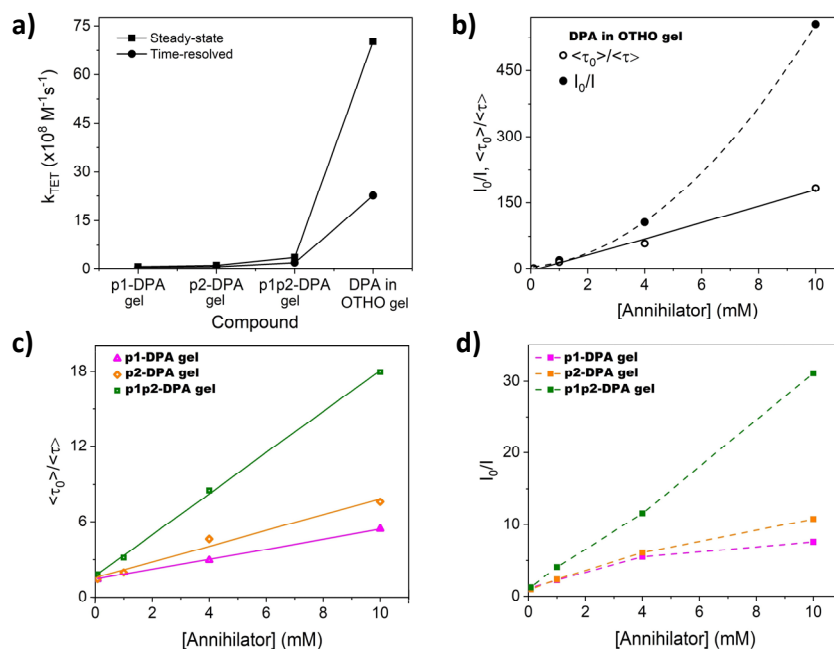 a)
Steady-state
Time-resolved
75
60
45
30
15
0
k_TET (x10⁸ M⁻¹s⁻¹)
p1-DPA gel
p2-DPA gel
p1p2-DPA gel
DPA in OTHO gel
Compound
b)
DPA in OTHO gel
<τ₀>/<τ>
I₀/I
450
300
150
0
I₀/I, <τ₀>/<τ>
0 2 4 6 8 10
[Annihilator] (mM)
c)
p1-DPA gel
p2-DPA gel
p1p2-DPA gel
18
12
6
0
<τ₀>/<τ>
0 2 4 6 8 10
[Annihilator] (mM)
d)
p1-DPA gel
p2-DPA gel
p1p2-DPA gel
30
20
10
0
I₀/I
0 2 4 6 8 10
[Annihilator] (mM)